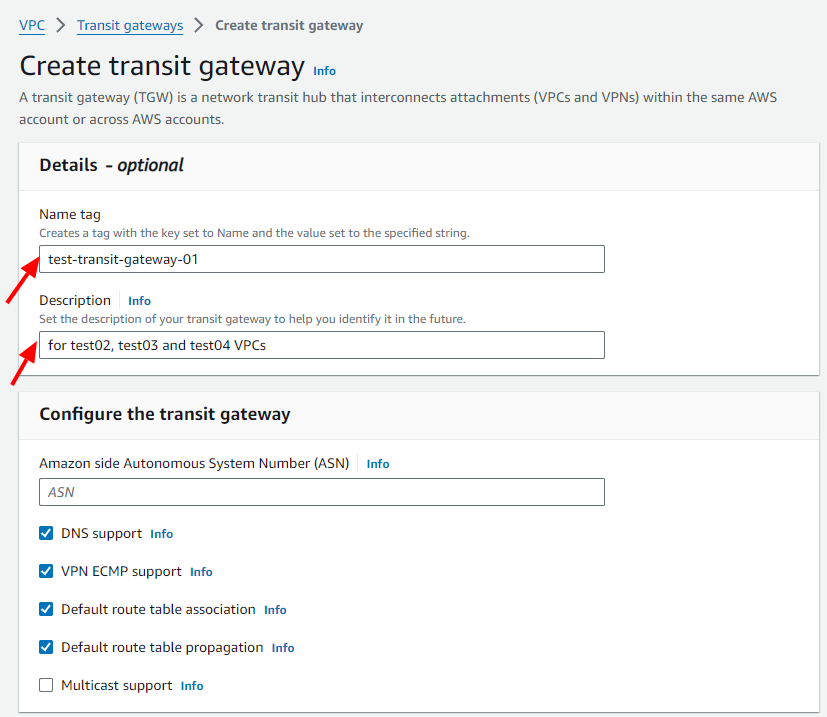 VPC > Transit gateways > Create transit gateway
Create transit gateway Info
A transit gateway (TGW) is a network transit hub that interconnects attachments (VPCs and VPNs) within the same AWS
account or across AWS accounts.
Details - optional
Name tag
Creates a tag with the key set to Name and the value set to the specified string.
test-transit-gateway-01
Description Info
Set the description of your transit gateway to help you identify it in the future.
for test02, test03 and test04 VPCs
Configure the transit gateway
Amazon side Autonomous System Number (ASN) Info
ASN
DNS support Info
VPN ECMP support Info
Default route table association Info
Default route table propagation Info
Multicast support Info